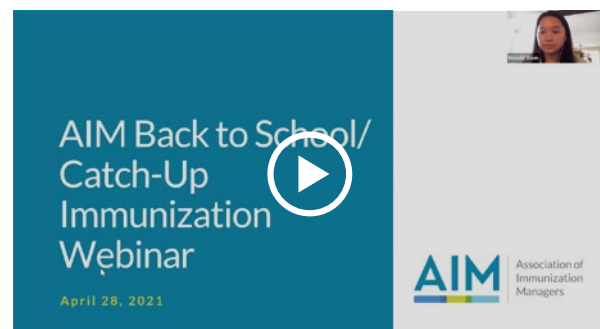 AIM Back to School/
Catch-Up
Immunization
Webinar
April 28, 2021
AIM
Association of
Immunization
Managers